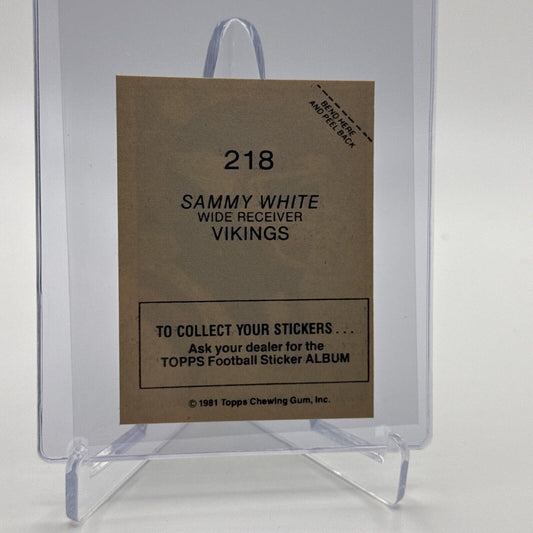 BEND HERE
AND PEEL BACK
218
SAMMY WHITE
WIDE RECEIVER
VIKINGS
TO COLLECT YOUR STICKERS . . .
Ask your dealer for the
TOPPS Football Sticker ALBUM
© 1981 Topps Chewing Gum, Inc.